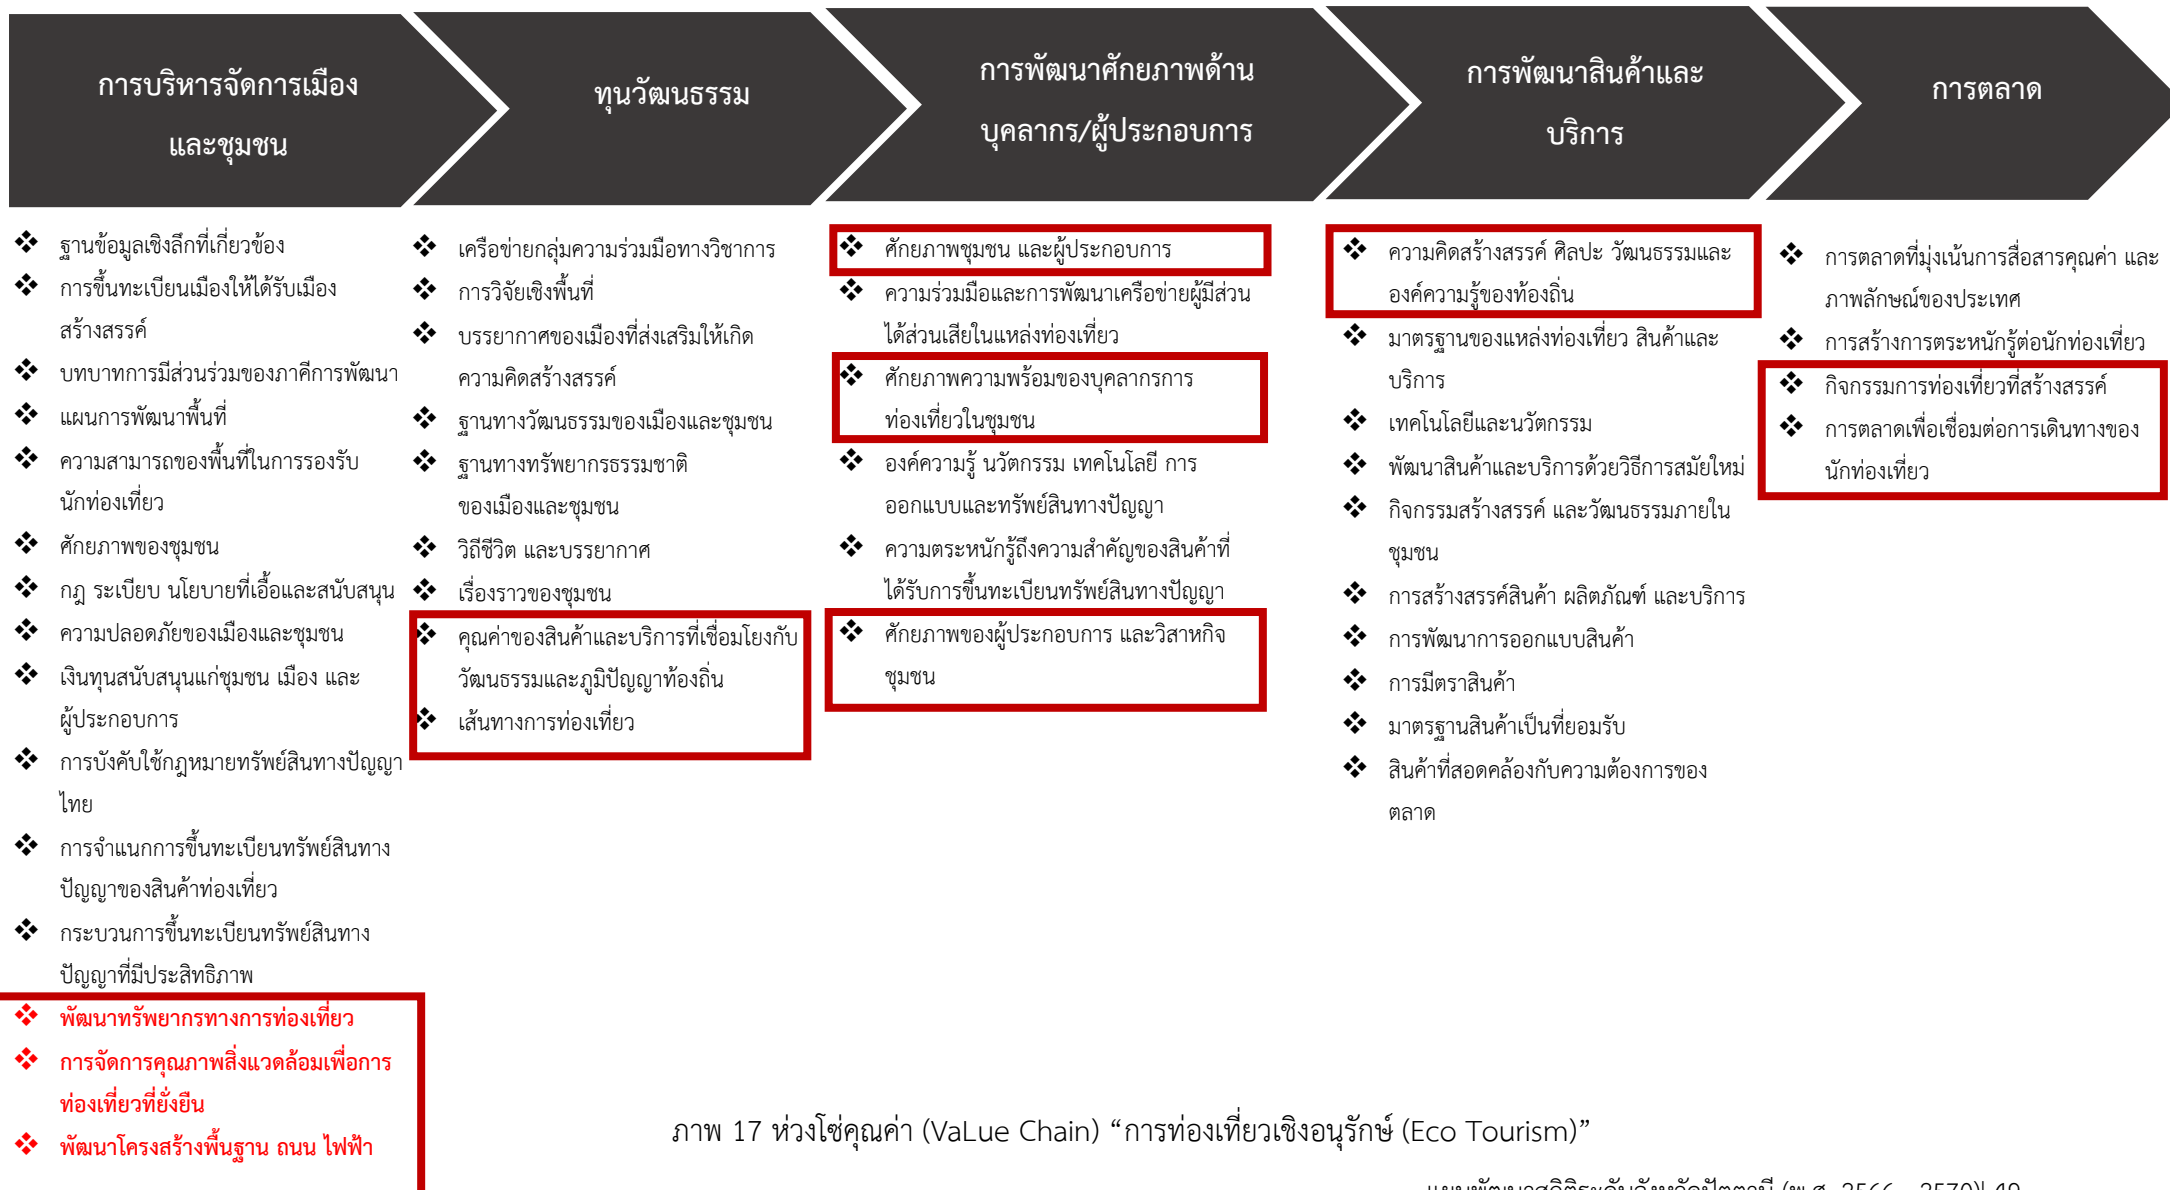 การบริหารจัดการเมือง
และชุมชน
ทุนวัฒนธรรม
การพัฒนาศักยภาพด้าน
บุคลากร/ผู้ประกอบการ
การพัฒนาสินค้าและ
บริการ
การตลาด
❖ ฐานข้อมูลเชิงลึกที่เกี่ยวข้อง
❖ การขึ้นทะเบียนเมืองให้ได้รับเมือง
สร้างสรรค์
❖ บทบาทการมีส่วนร่วมของภาคีการพัฒนา
❖ แผนการพัฒนาพื้นที่
❖ ความสามารถของพื้นที่ในการรองรับ
นักท่องเที่ยว
❖ ศักยภาพของชุมชน
❖ กฎ ระเบียบ นโยบายที่เอื้อและสนับสนุน
❖ ความปลอดภัยของเมืองและชุมชน
❖ เงินทุนสนับสนุนแก่ชุมชน เมือง และ
ผู้ประกอบการ
❖ การบังคับใช้กฎหมายทรัพย์สินทางปัญญา
ไทย
❖ การจำแนกการขึ้นทะเบียนทรัพย์สินทาง
ปัญญาของสินค้าท่องเที่ยว
❖ กระบวนการขึ้นทะเบียนทรัพย์สินทาง
ปัญญาที่มีประสิทธิภาพ
❖ พัฒนาทรัพยากรทางการท่องเที่ยว
❖ การจัดการคุณภาพสิ่งแวดล้อมเพื่อการ
ท่องเที่ยวที่ยั่งยืน
❖ พัฒนาโครงสร้างพื้นฐาน ถนน ไฟฟ้า
❖ เครือข่ายกลุ่มความร่วมมือทางวิชาการ
❖ การวิจัยเชิงพื้นที่
❖ บรรยากาศของเมืองที่ส่งเสริมให้เกิด
ความคิดสร้างสรรค์
❖ ฐานทางวัฒนธรรมของเมืองและชุมชน
❖ ฐานทางทรัพยากรธรรมชาติ
ของเมืองและชุมชน
❖ วิถีชีวิต และบรรยากาศ
❖ เรื่องราวของชุมชน
❖ คุณค่าของสินค้าและบริการที่เชื่อมโยงกับ
วัฒนธรรมและภูมิปัญญาท้องถิ่น
❖ เส้นทางการท่องเที่ยว
❖ ศักยภาพชุมชน และผู้ประกอบการ
❖ ความร่วมมือและการพัฒนาเครือข่ายผู้มีส่วน
ได้ส่วนเสียในแหล่งท่องเที่ยว
❖ ศักยภาพความพร้อมของบุคลากรการ
ท่องเที่ยวในชุมชน
❖ องค์ความรู้ นวัตกรรม เทคโนโลยี การ
ออกแบบและทรัพย์สินทางปัญญา
❖ ความตระหนักรู้ถึงความสำคัญของสินค้าที่
ได้รับการขึ้นทะเบียนทรัพย์สินทางปัญญา
❖ ศักยภาพของผู้ประกอบการ และวิสาหกิจ
ชุมชน
❖ ความคิดสร้างสรรค์ ศิลปะ วัฒนธรรมและ
องค์ความรู้ของท้องถิ่น
❖ มาตรฐานของแหล่งท่องเที่ยว สินค้าและ
บริการ
❖ เทคโนโลยีและนวัตกรรม
❖ พัฒนาสินค้าและบริการด้วยวิธีการสมัยใหม่
❖ กิจกรรมสร้างสรรค์ และวัฒนธรรมภายใน
ชุมชน
❖ การสร้างสรรค์สินค้า ผลิตภัณฑ์ และบริการ
❖ การพัฒนาการออกแบบสินค้า
❖ การมีตราสินค้า
❖ มาตรฐานสินค้าเป็นที่ยอมรับ
❖ สินค้าที่สอดคล้องกับความต้องการของ
ตลาด
❖ การตลาดที่มุ่งเน้นการสื่อสารคุณค่า และ
ภาพลักษณ์ของประเทศ
❖ การสร้างการตระหนักรู้ต่อนักท่องเที่ยว
❖ กิจกรรมการท่องเที่ยวที่สร้างสรรค์
❖ การตลาดเพื่อเชื่อมต่อการเดินทางของ
นักท่องเที่ยว
ภาพ 17 ห่วงโซ่คุณค่า (VaLue Chain) “การท่องเที่ยวเชิงอนุรักษ์ (Eco Tourism)”
แผนพัฒนาสถิติระดับจังหวัดปัตตานี (พ.ศ. 2566 - 2570)| 49